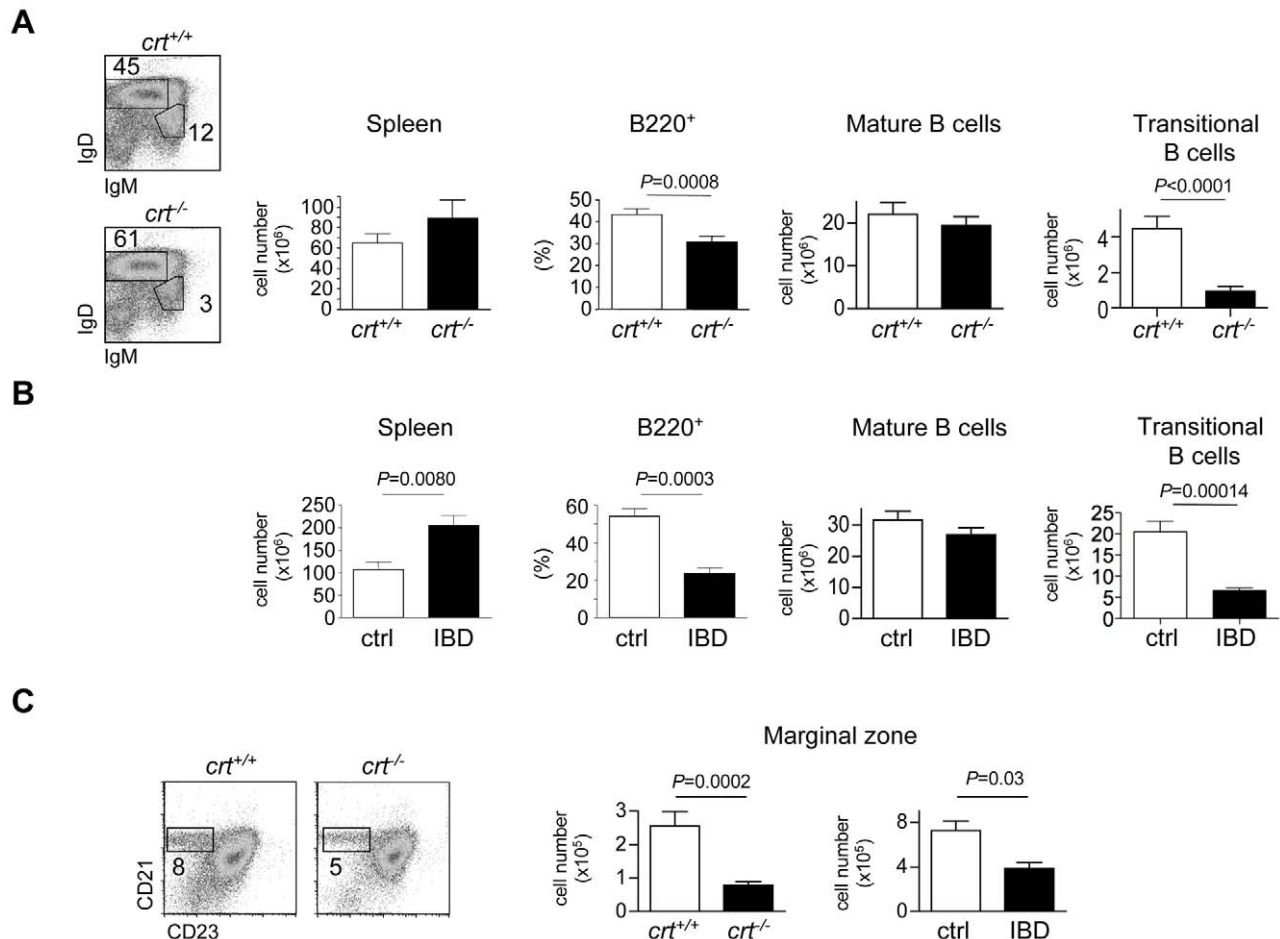 A
crt+/+
45
12
IgD
IgM
crt-/-
61
3
IgD
IgM
Spleen
cell number
(x10⁶)
100
80
60
40
20
0
crt+/+ crt-/-
B220+
P=0.0008
(%)
50
40
30
20
10
0
crt+/+ crt-/-
Mature B cells
cell number
(x10⁶)
20
10
0
crt+/+ crt-/-
Transitional
B cells
P<0.0001
cell number
(x10⁶)
4
2
0
crt+/+ crt-/-
B
Spleen
P=0.0080
cell number
(x10⁶)
250
200
150
100
50
0
ctrl IBD
B220+
P=0.0003
(%)
60
40
20
0
ctrl IBD
Mature B cells
cell number
(x10⁶)
30
20
10
0
ctrl IBD
Transitional
B cells
P=0.00014
cell number
(x10⁶)
25
20
15
10
5
0
ctrl IBD
C
crt+/+
8
CD21
CD23
crt-/-
5
Marginal zone
P=0.0002
cell number
(x10⁵)
3
2
1
0
crt+/+ crt-/-
P=0.03
cell number
(x10⁵)
8
4
0
ctrl IBD